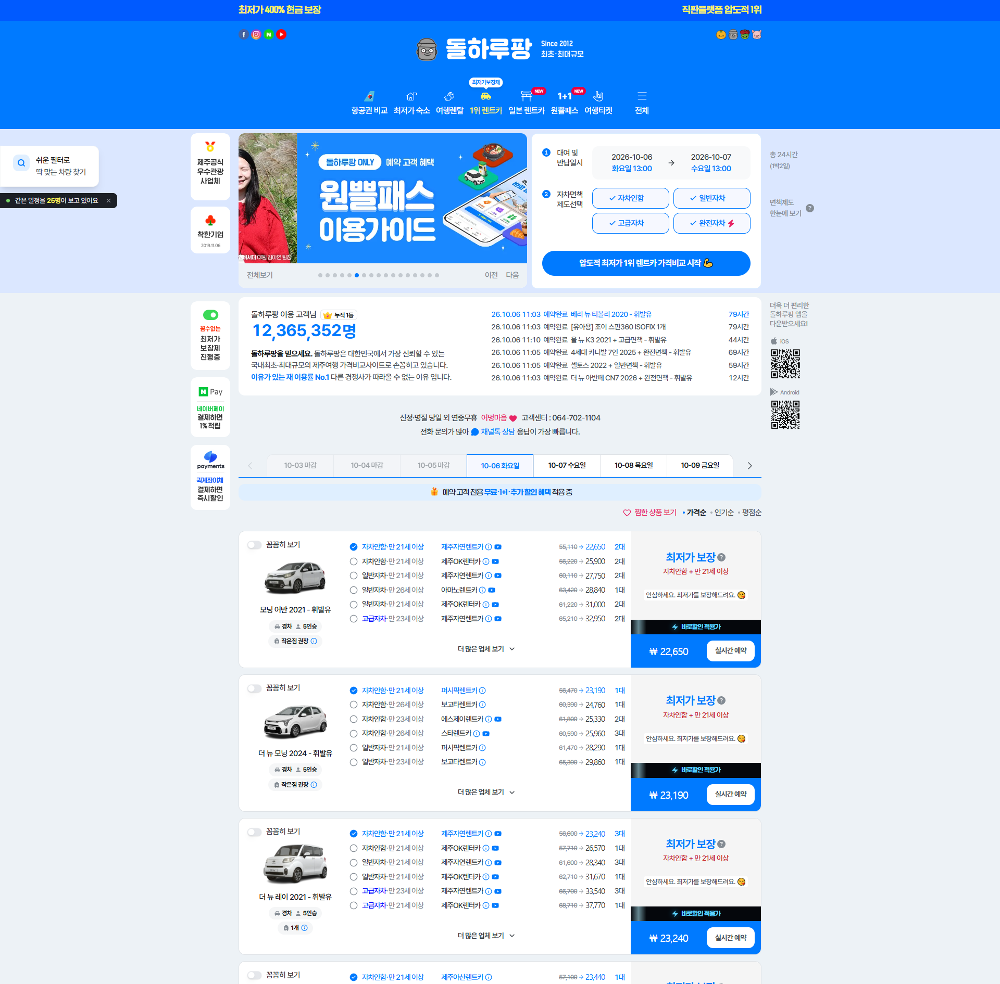 최저가 400% 현금 보장
직판플랫폼 압도적 1위
돌하루팡
Since 2012
최초·최대규모
최저가보장제
NEW
1+1
NEW
항공권 비교
최저가 숙소
여행렌탈
1위 렌트카
일본 렌트카
원쁠패스
여행티켓
전체
쉬운 필터로
딱 맞는 차량 찾기
같은 일정을 25명이 보고 있어요
제주공식
우수관광
사업체
착한기업
2019.11.06
돌하루팡 ONLY 예약 고객 혜택
원쁠패스
이용가이드
CX팀 김아연 팀장
전체보기
이전 다음
1 대여 및
반납일시
2026-10-06
화요일 13:00
→
2026-10-07
수요일 13:00
2 자차면책
제도선택
자차안함
일반자차
고급자차
완전자차
압도적 최저가 1위 렌트카 가격비교 시작
총 24시간
(1박2일)
면책제도
한눈에 보기 ?
꼼수없는
최저가
보장제
진행중
N Pay
네이버페이
결제하면
1% 적립
payments
퀵계좌이체
결제하면
즉시할인
돌하루팡 이용 고객님 누적 1등
12,365,352명
돌하루팡을 믿으세요. 돌하루팡은 대한민국에서 가장 신뢰할 수 있는
국내최초·최대규모의 제주여행 가격비교사이트로 손꼽히고 있습니다.
이유가 있는 재 이용률 No.1 다른 경쟁사가 따라올 수 없는 이유 입니다.
26.10.06 11:03 예약완료 베리 뉴 티볼리 2020 - 휘발유 79시간
26.10.06 11:03 예약완료 [유아용] 조이 스핀360 ISOFIX 1개 79시간
26.10.06 11:10 예약완료 올 뉴 K3 2021 + 고급면책 - 휘발유 44시간
26.10.06 11:05 예약완료 4세대 카니발 7인 2025 + 완전면책 - 휘발유 69시간
26.10.06 11:05 예약완료 셀토스 2022 + 일반면책 - 휘발유 59시간
26.10.06 11:03 예약완료 더 뉴 아반떼 CN7 2026 + 완전면책 - 휘발유 12시간
더욱 더 편리한
돌하루팡 앱을
다운받으세요!
iOS
Android
신정·명절 당일 외 연중무휴 어멍마음 고객센터 : 064-702-1104
전화 문의가 많아 채널톡 상담 응답이 가장 빠릅니다.
10-03 마감
10-04 마감
10-05 마감
10-06 화요일
10-07 수요일
10-08 목요일
10-09 금요일
예약 고객 전용 무료·1+1·추가 할인 혜택 적용 중
찜한 상품 보기 • 가격순 • 인기순 • 평점순
꼼꼼히 보기
모닝 어반 2021 - 휘발유
경차 5인승
작은짐 권장
자차안함·만 21세 이상 제주자연렌트카 55,110 → 22,650 2대
자차안함·만 21세 이상 제주OK렌터카 56,220 → 25,900 2대
일반자차·만 21세 이상 제주자연렌트카 60,110 → 27,750 2대
일반자차·만 26세 이상 아마노렌트카 63,420 → 28,840 1대
일반자차·만 21세 이상 제주OK렌터카 61,220 → 31,000 2대
고급자차·만 23세 이상 제주자연렌트카 65,210 → 32,950 2대
더 많은 업체 보기
최저가 보장 ?
자차안함 + 만 21세 이상
안심하세요. 최저가를 보장해드려요.
바로할인 적용가
₩ 22,650 실시간 예약
꼼꼼히 보기
더 뉴 모닝 2024 - 휘발유
경차 5인승
작은짐 권장
자차안함·만 21세 이상 퍼시픽렌트카 56,470 → 23,190 1대
자차안함·만 26세 이상 보고타렌트카 60,390 → 24,760 1대
자차안함·만 23세 이상 에스제이렌트카 61,809 → 25,330 2대
자차안함·만 26세 이상 스타렌트카 60,590 → 25,960 3대
일반자차·만 21세 이상 퍼시픽렌트카 61,470 → 28,290 1대
일반자차·만 23세 이상 보고타렌트카 65,390 → 29,860 1대
더 많은 업체 보기
최저가 보장 ?
자차안함 + 만 21세 이상
안심하세요. 최저가를 보장해드려요.
바로할인 적용가
₩ 23,190 실시간 예약
꼼꼼히 보기
더 뉴 레이 2021 - 휘발유
경차 5인승
1개
자차안함·만 21세 이상 제주자연렌트카 56,600 → 23,240 3대
자차안함·만 21세 이상 제주OK렌터카 57,710 → 26,570 1대
일반자차·만 21세 이상 제주자연렌트카 61,600 → 28,340 3대
일반자차·만 21세 이상 제주OK렌터카 62,710 → 31,670 1대
고급자차·만 23세 이상 제주자연렌트카 66,700 → 33,540 3대
고급자차·만 21세 이상 제주OK렌터카 68,710 → 37,770 1대
더 많은 업체 보기
최저가 보장 ?
자차안함 + 만 21세 이상
안심하세요. 최저가를 보장해드려요.
바로할인 적용가
₩ 23,240 실시간 예약
꼼꼼히 보기
자차안함·만 21세 이상 제주아산렌트카 57,100 → 23,440 1대